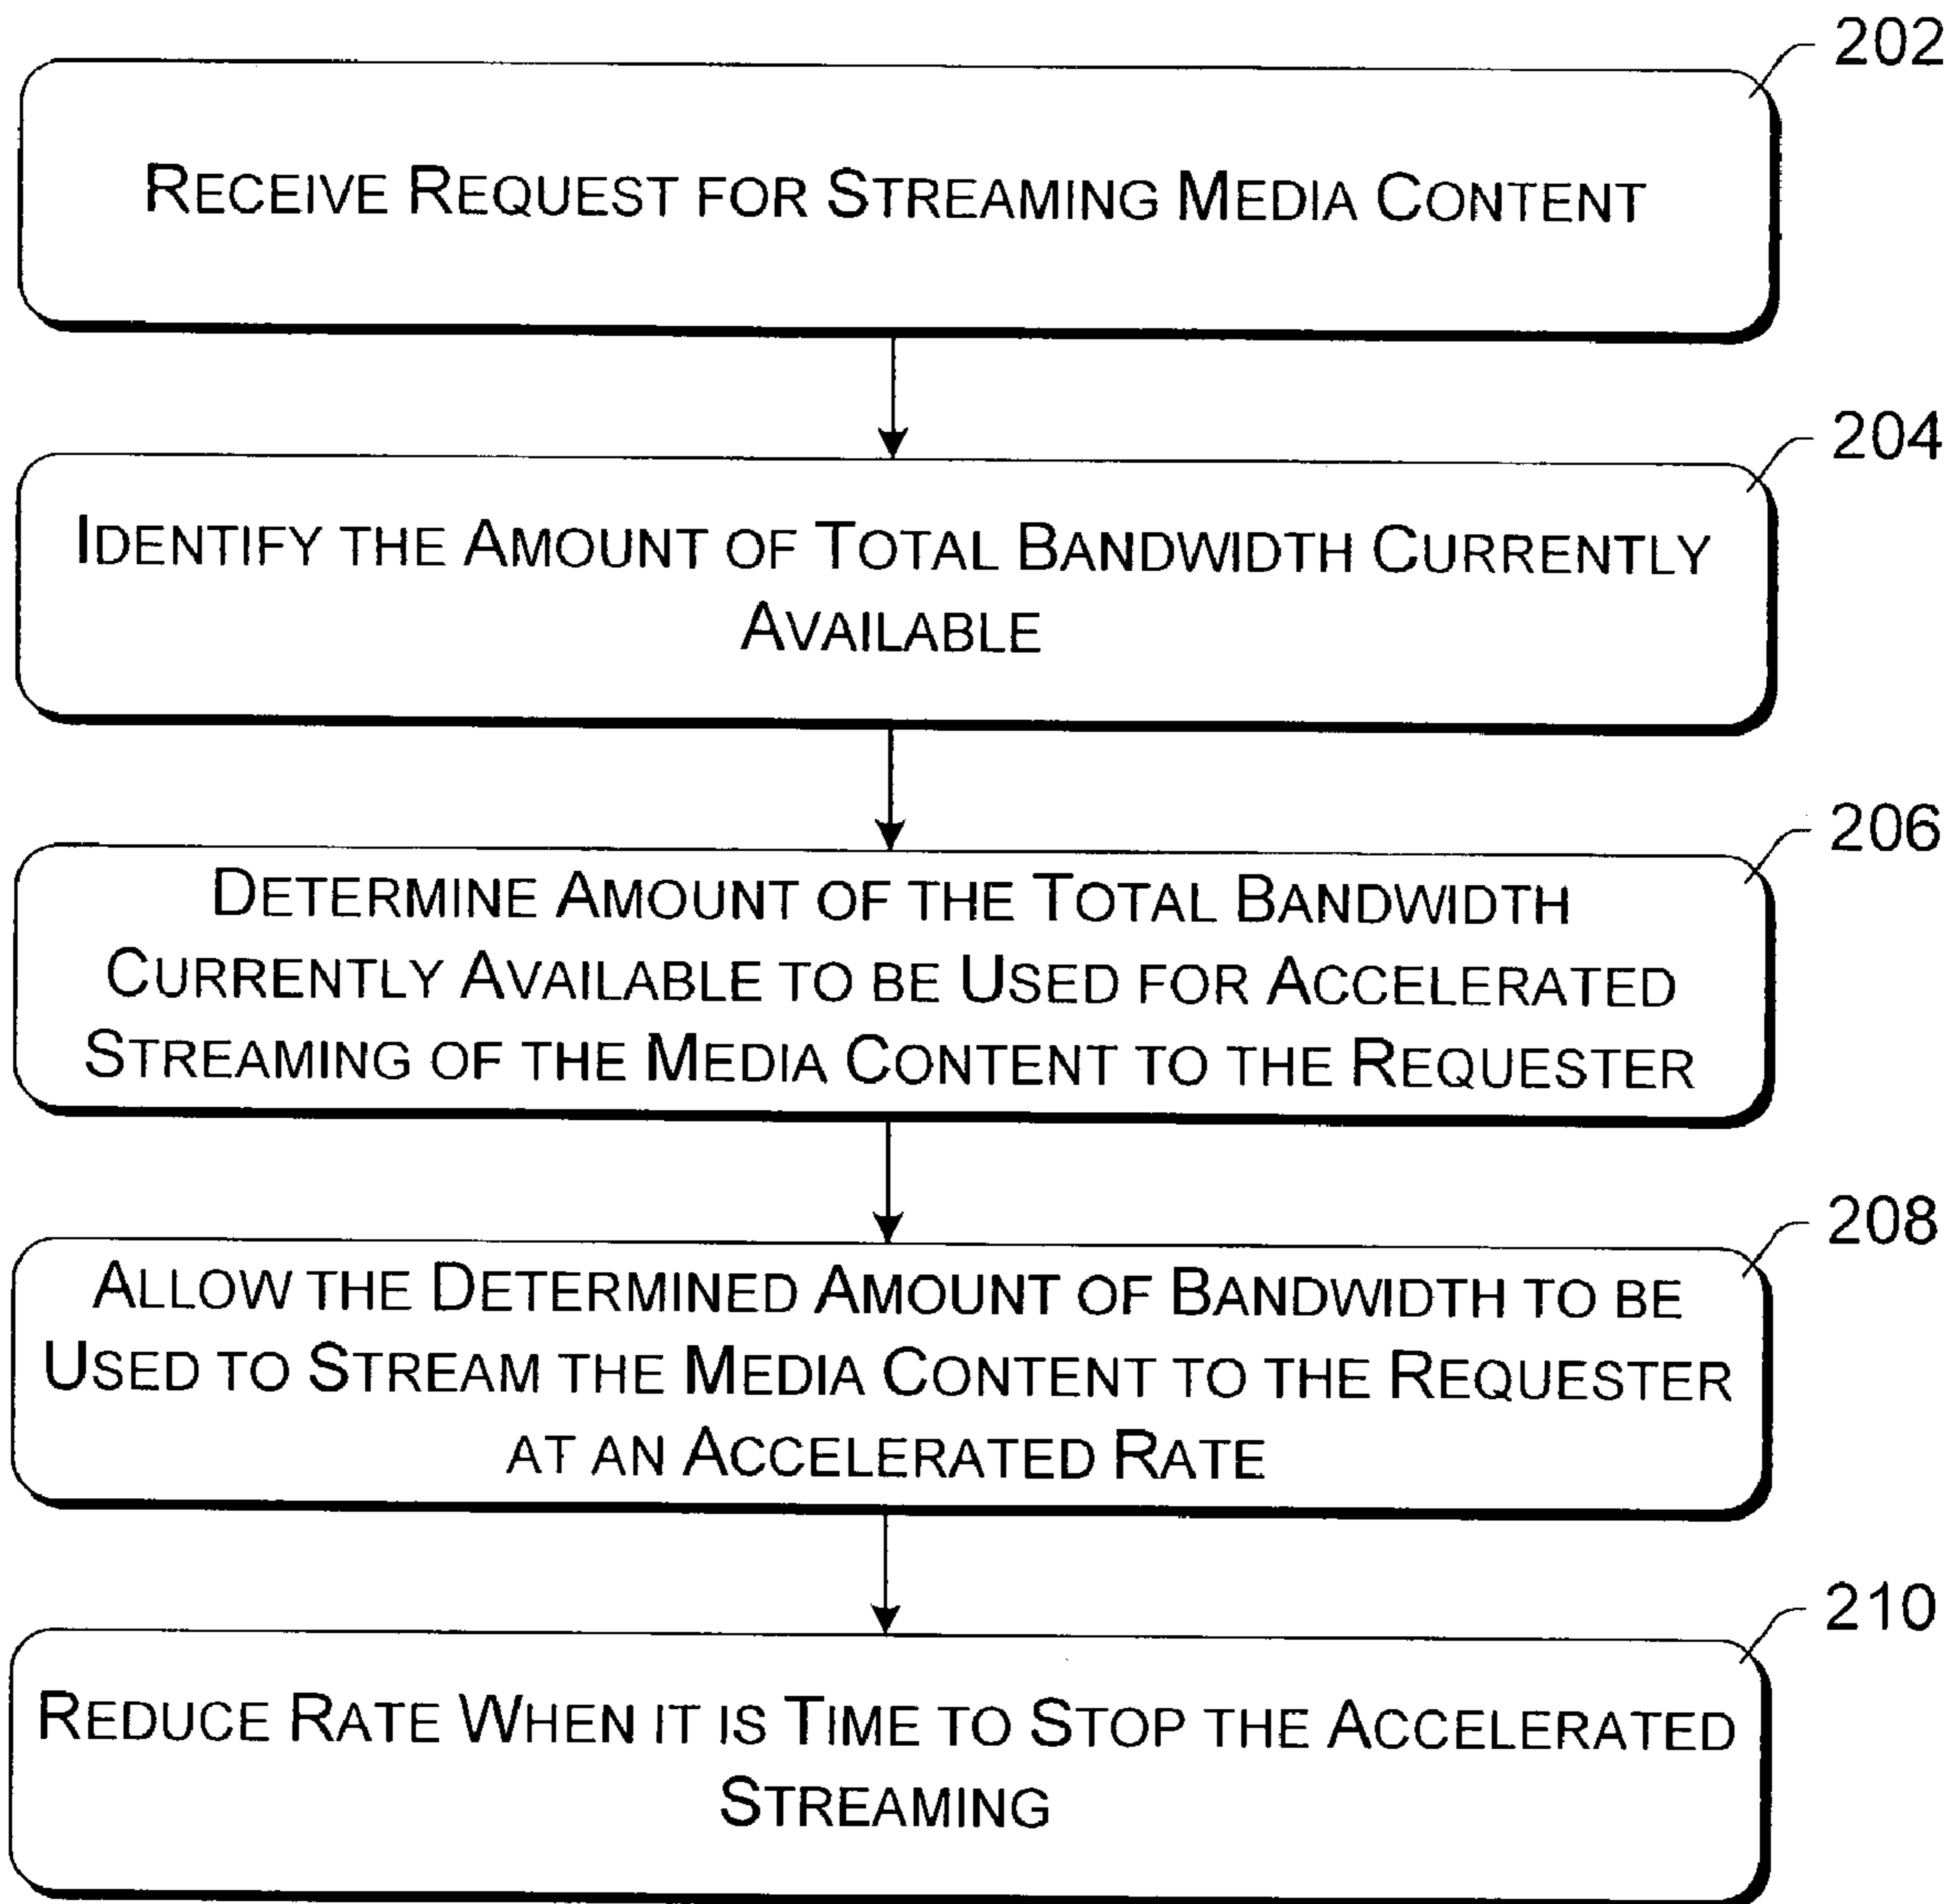 202
RECEIVE REQUEST FOR STREAMING MEDIA CONTENT
204
IDENTIFY THE AMOUNT OF TOTAL BANDWIDTH CURRENTLY
AVAILABLE
206
DETERMINE AMOUNT OF THE TOTAL BANDWIDTH
CURRENTLY AVAILABLE TO BE USED FOR ACCELERATED
STREAMING OF THE MEDIA CONTENT TO THE REQUESTER
208
ALLOW THE DETERMINED AMOUNT OF BANDWIDTH TO BE
USED TO STREAM THE MEDIA CONTENT TO THE REQUESTER
AT AN ACCELERATED RATE
210
REDUCE RATE WHEN IT IS TIME TO STOP THE ACCELERATED
STREAMING